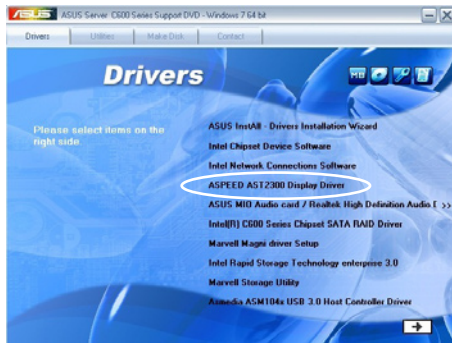 ASUS ASUS Server C600 Series Support DVD - Windows 7 64 bit
Drivers Utilities Make Disk Contact
Drivers
MB
Please select items on the
right side.
ASUS InstAll - Drivers Installation Wizard
Intel Chipset Device Software
Intel Network Connections Software
ASPEED AST2300 Display Driver
ASUS MIO Audio card / Realtek High Definition Audio D >>
Intel(R) C600 Series Chipset SATA RAID Driver
Marvell Magni driver Setup
Intel Rapid Storage Technology enterprise 3.0
Marvell Storage Utility
Asmedia ASM104x USB 3.0 Host Controller Driver